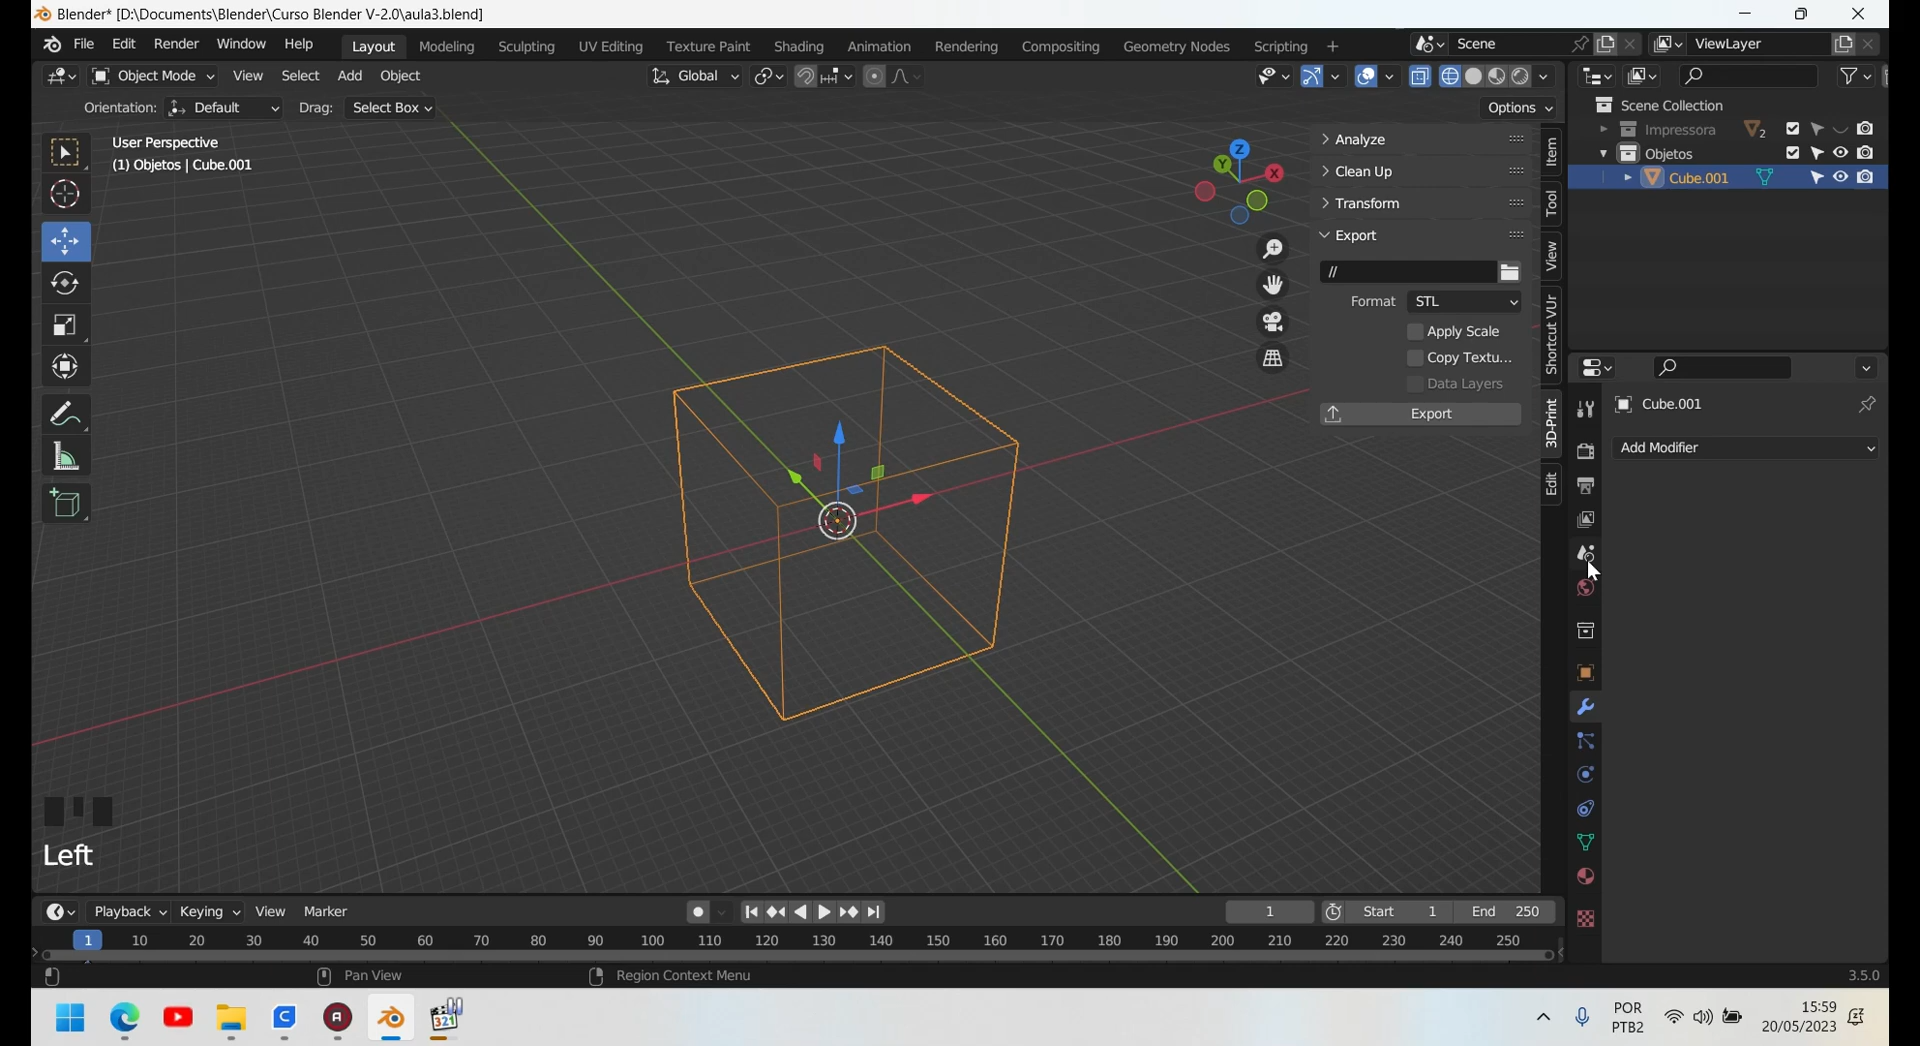 Blender* [D:\Documents\Blender\Curso Blender V-2.0\aula3.blend]
File Edit Render Window Help Layout Modeling Sculpting UV Editing Texture Paint Shading Animation Rendering Compositing Geometry Nodes Scripting + Scene ViewLayer
Object Mode View Select Add Object Global
Orientation: Default Drag: Select Box Options
Scene Collection
Impressora 2
Objetos
Cube.001
User Perspective
(1) Objetos | Cube.001
Z
Y
X
Analyze
Clean Up
Transform
Export
//
Format STL
Apply Scale
Copy Textu...
Data Layers
Export
Item
Tool
View
Shortcut VUr
3D-Print
Edit
Cube.001
Add Modifier
Left
Playback Keying View Marker 1 Start 1 End 250
1 10 20 30 40 50 60 70 80 90 100 110 120 130 140 150 160 170 180 190 200 210 220 230 240 250
Pan View Region Context Menu 3.5.0
C
A
321
POR
PTB2
15:59
20/05/2023